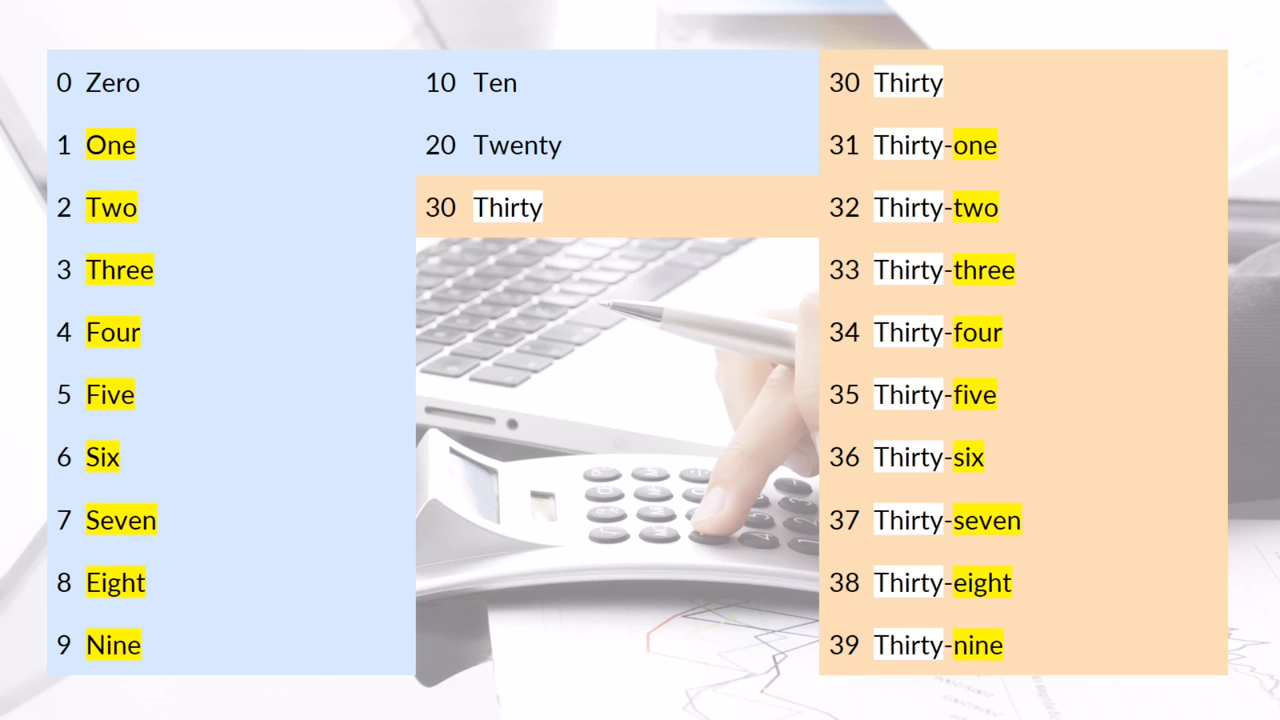 0 Zero
1 One
2 Two
3 Three
4 Four
5 Five
6 Six
7 Seven
8 Eight
9 Nine
10 Ten
20 Twenty
30 Thirty
30 Thirty
31 Thirty-one
32 Thirty-two
33 Thirty-three
34 Thirty-four
35 Thirty-five
36 Thirty-six
37 Thirty-seven
38 Thirty-eight
39 Thirty-nine